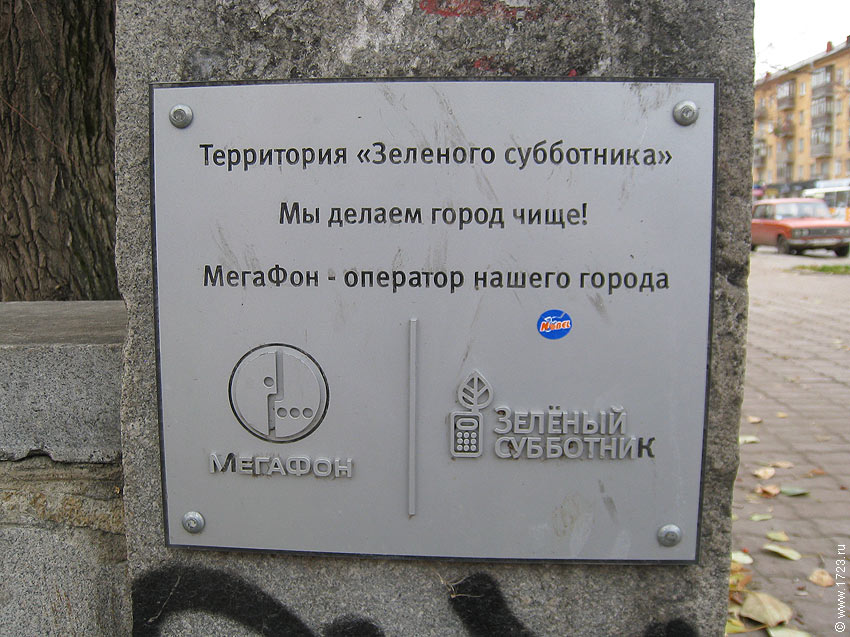 Территория «Зеленого субботника»
Мы делаем город чище!
МегаФон - оператор нашего города
МЕГАФОН
ЗЕЛЁНЫЙ
СУББОТНИК
© www.1723.ru